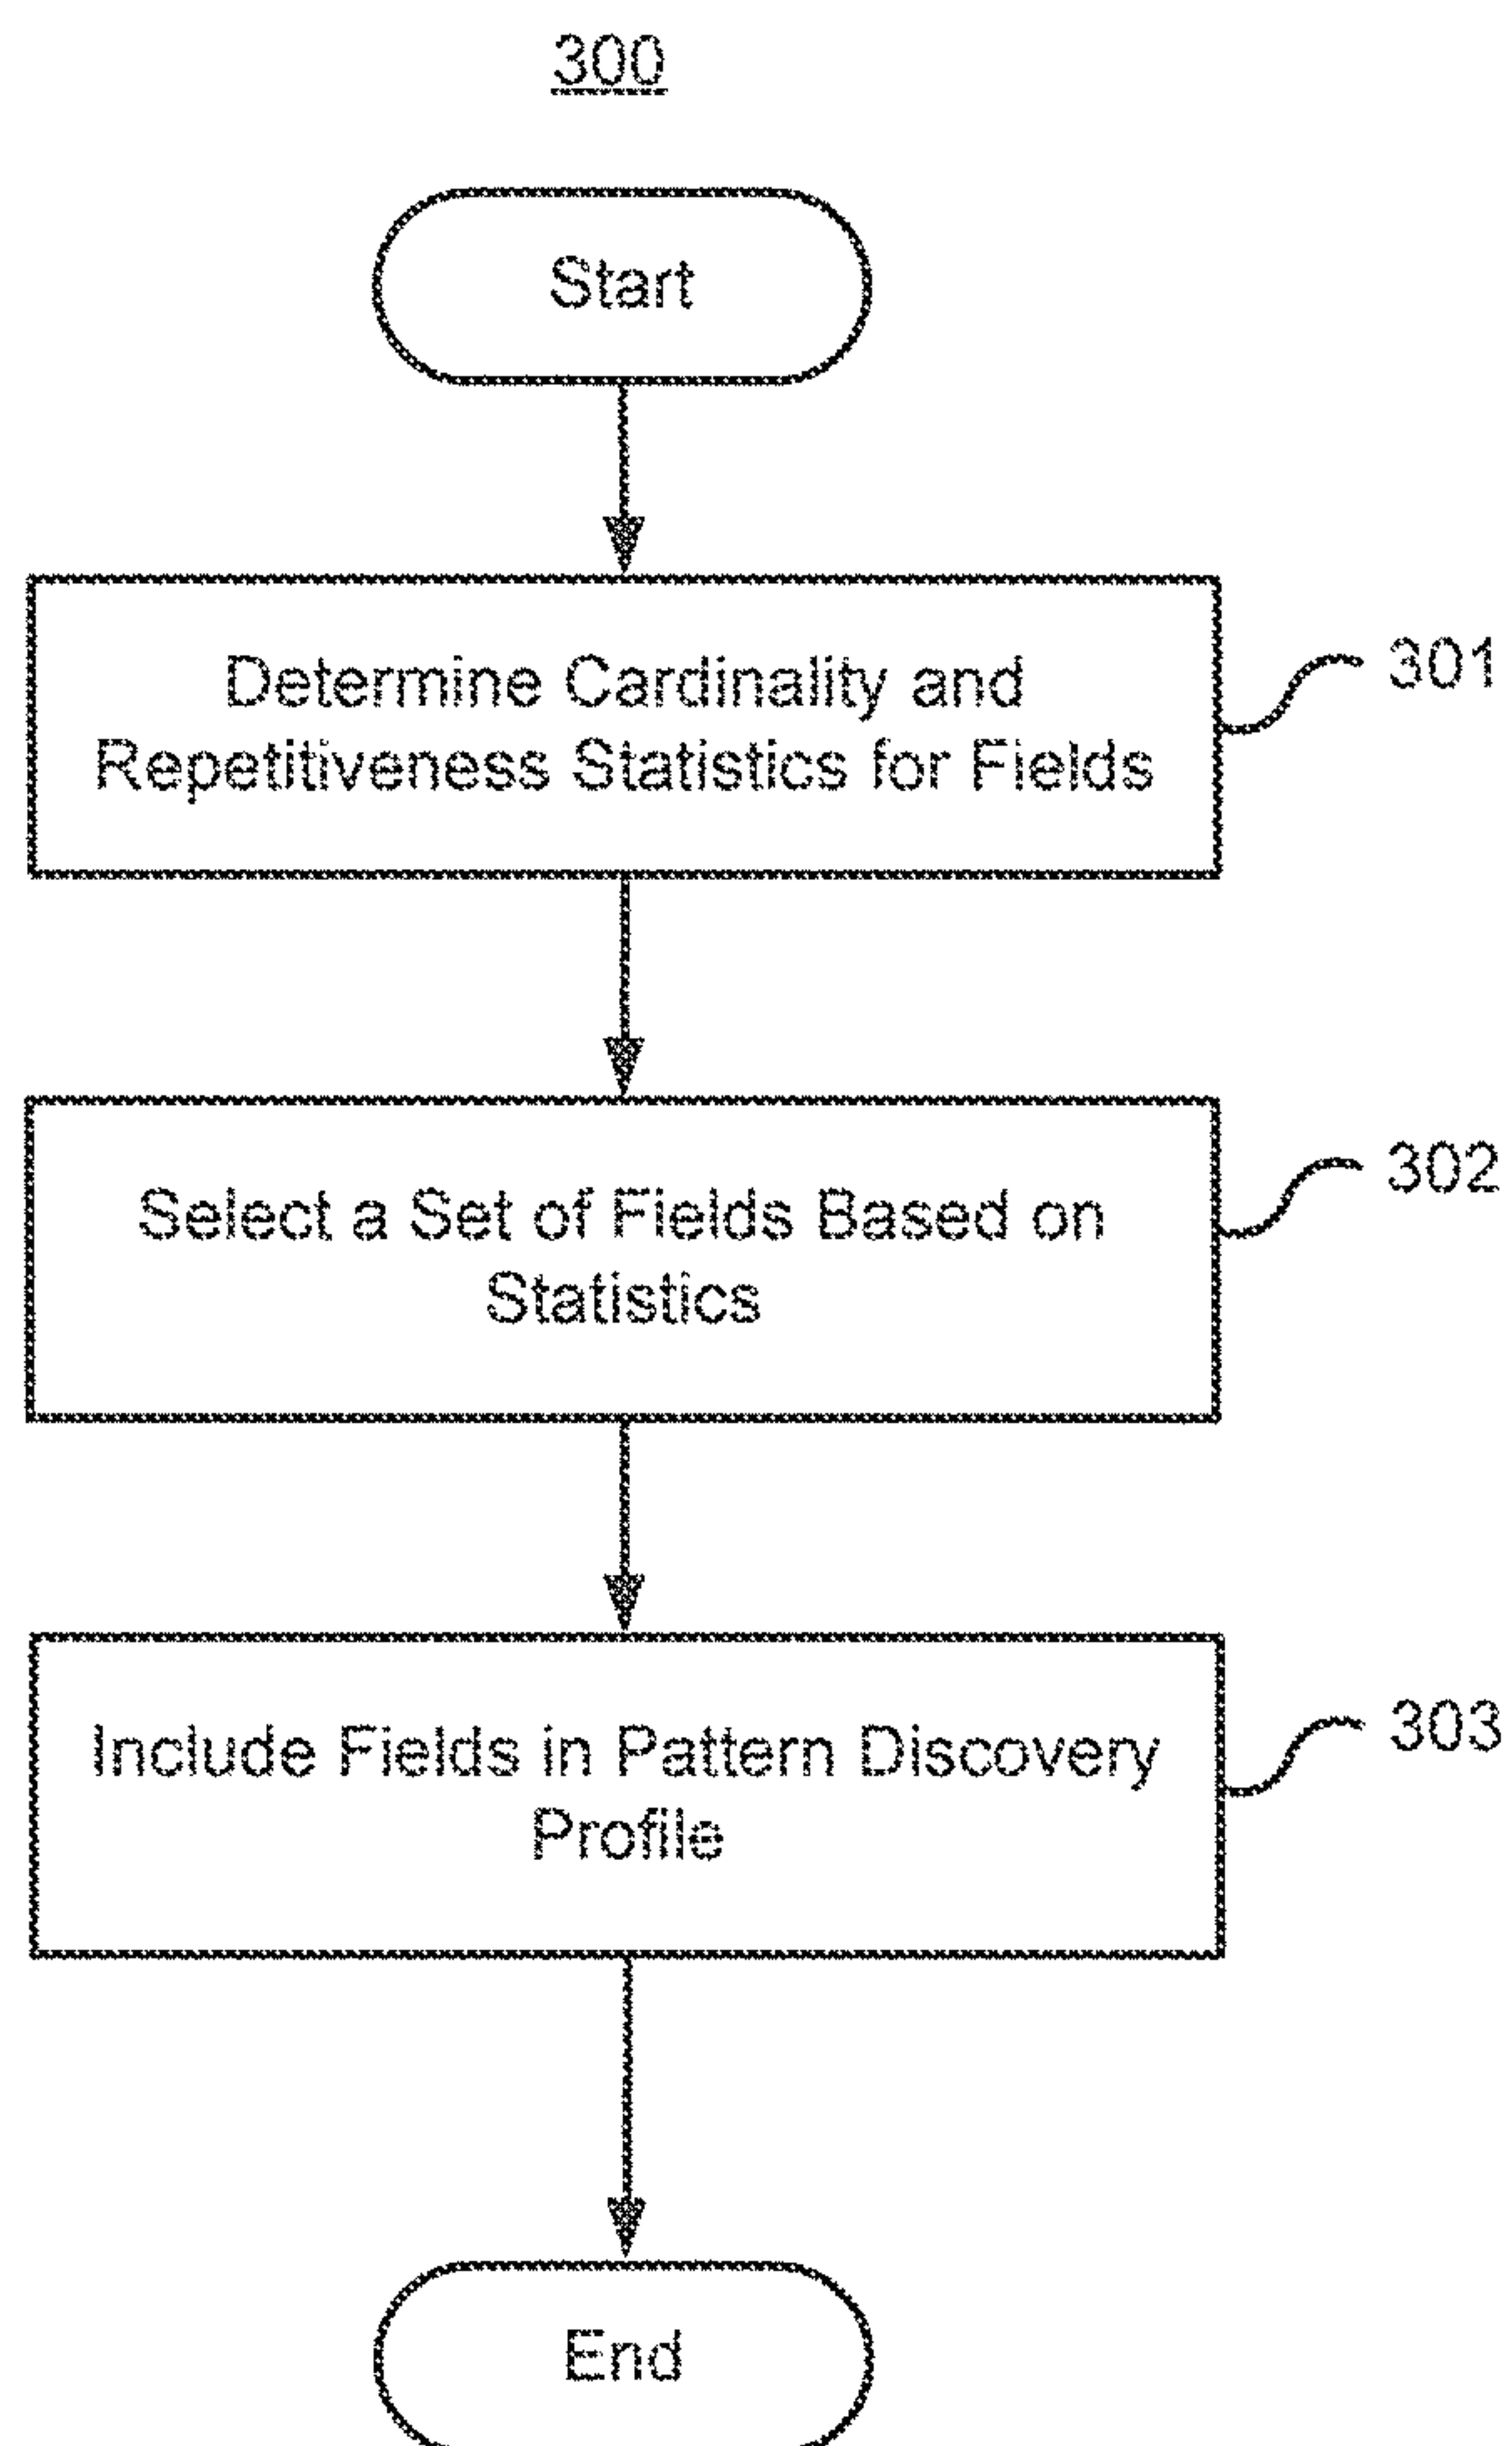 300
Start
Determine Cardinality and
Repetitiveness Statistics for Fields
301
Select a Set of Fields Based on
Statistics
302
Include Fields in Pattern Discovery
Profile
303
End